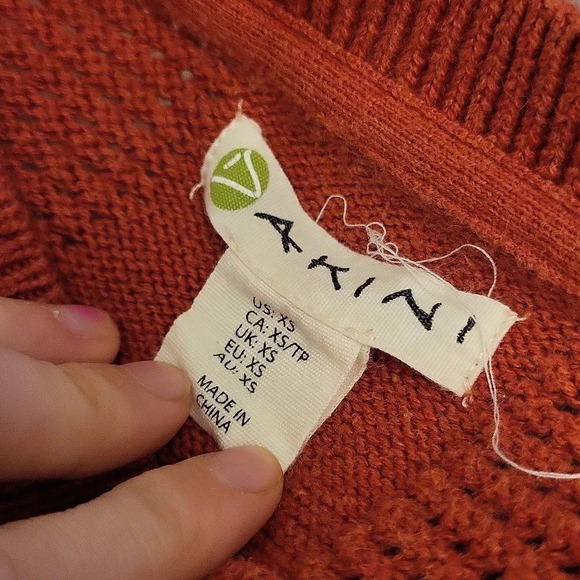 AKINI
US: XS
CA: XS/TP
UK: XS
EU: XS
AU: XS
MADE IN
CHINA